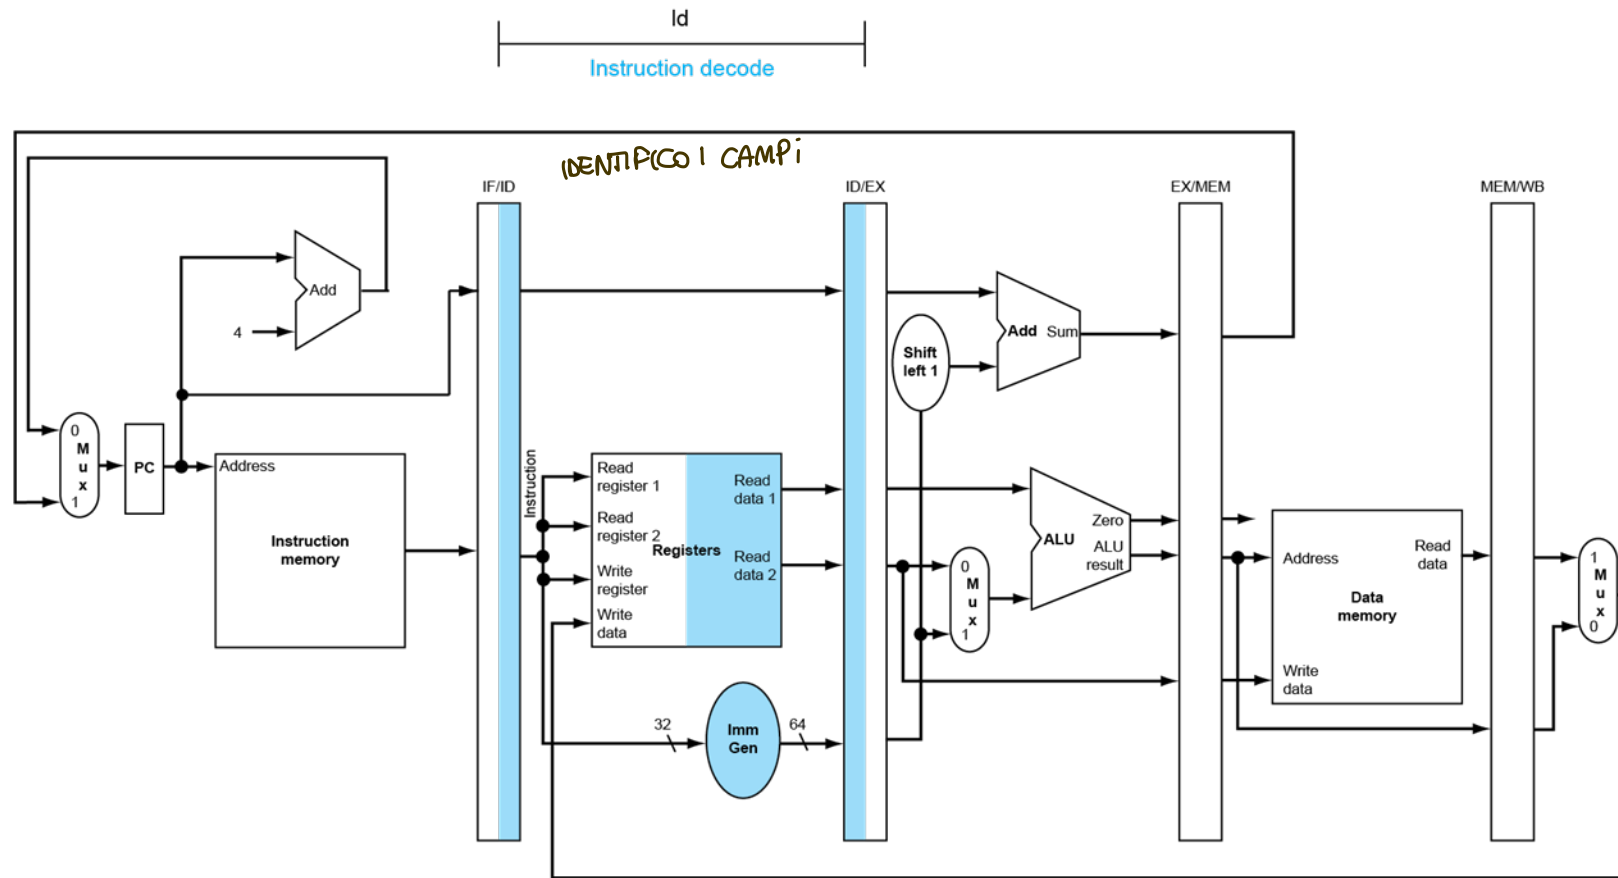 Id
Instruction decode
IDENTIFICO I CAMPi
IF/ID
ID/EX
EX/MEM
MEM/WB
Add
4
0
M
u
x
1
PC
Address
Instruction
memory
Instruction
Read
register 1
Read
register 2
Registers
Write
register
Write
data
Read
data 1
Read
data 2
32
Imm
Gen
64
Shift
left 1
Add Sum
0
M
u
x
1
ALU
Zero
ALU
result
Address
Read
data
Data
memory
Write
data
1
M
u
x
0